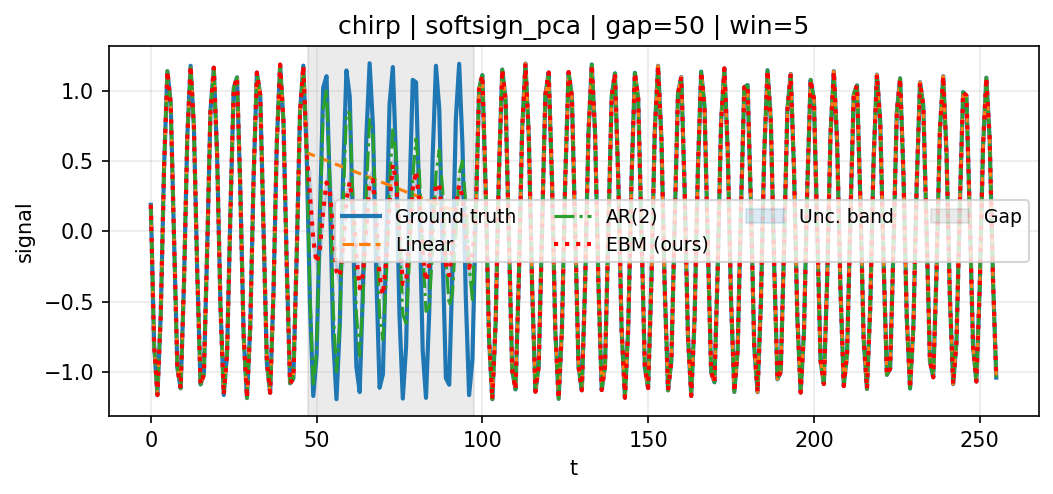 chirp | softsign_pca | gap=50 | win=5
signal
1.0
0.5
0.0
−0.5
−1.0
Ground truth
Linear
AR(2)
EBM (ours)
Unc. band
Gap
0
50
100
150
200
250
t